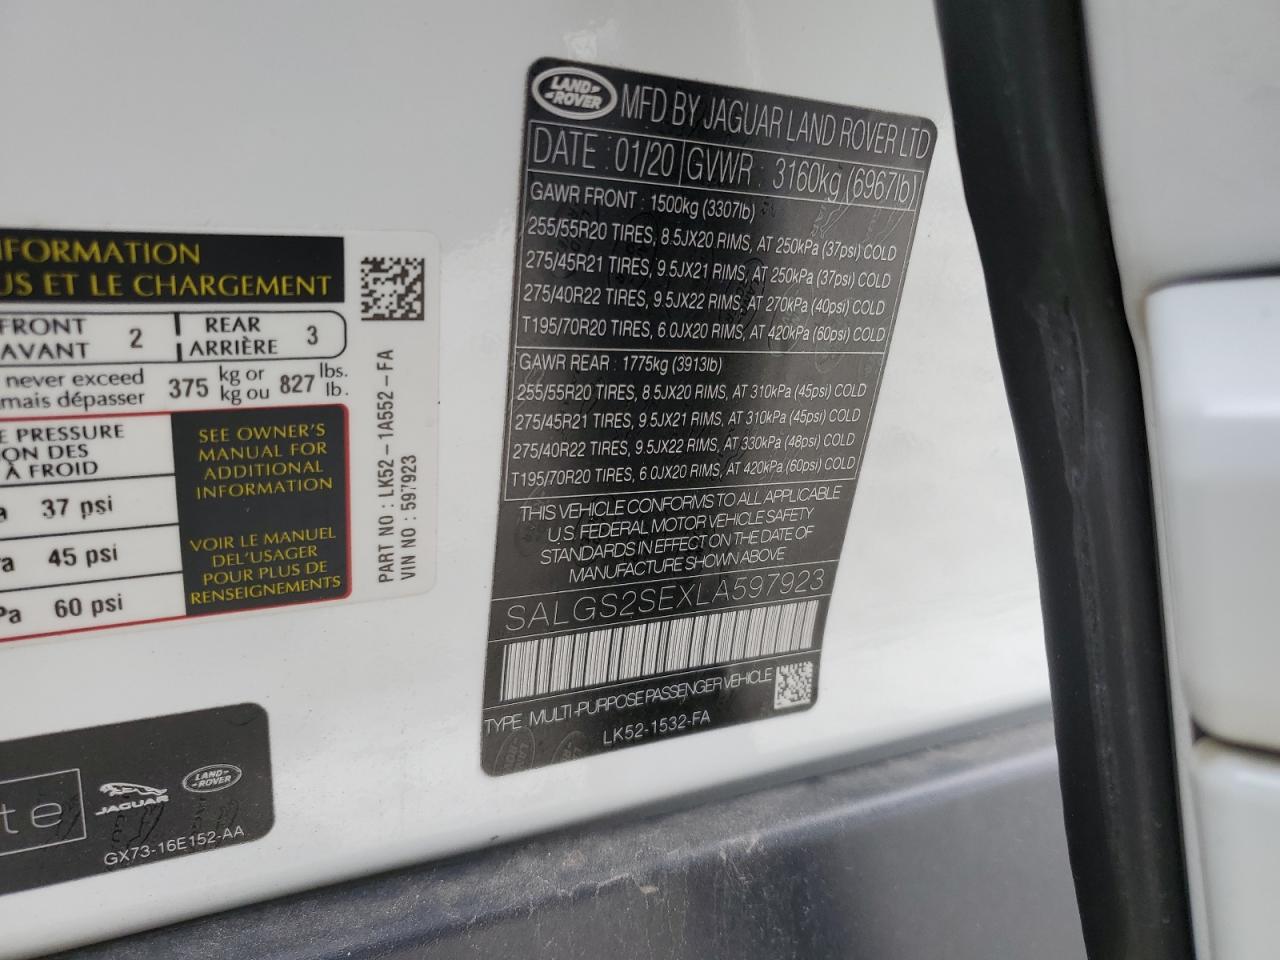 NFORMATION
US ET LE CHARGEMENT
FRONT
AVANT
2
REAR
ARRIÈRE
3
never exceed
mais dépasser
375
kg or
kg ou
827
lbs.
lb.
E PRESSURE
ON DES
À FROID
37 psi
45 psi
Pa 60 psi
SEE OWNER'S
MANUAL FOR
ADDITIONAL
INFORMATION
VOIR LE MANUEL
DEL'USAGER
POUR PLUS DE
RENSEIGNEMENTS
PART NO : LK52 – 1A552 – FA
VIN NO : 597923
te
JAGUAR
LAND ROVER
GX73-16E152-AA
LAND ROVER
MFD BY JAGUAR LAND ROVER LTD
DATE : 01/20 GVWR : 3160kg (6967lb)
GAWR FRONT : 1500kg (3307lb)
255/55R20 TIRES, 8.5JX20 RIMS, AT 250kPa (37psi) COLD
275/45R21 TIRES, 9.5JX21 RIMS, AT 250kPa (37psi) COLD
275/40R22 TIRES, 9.5JX22 RIMS, AT 270kPa (40psi) COLD
T195/70R20 TIRES, 6.0JX20 RIMS, AT 420kPa (60psi) COLD
GAWR REAR : 1775kg (3913lb)
255/55R20 TIRES, 8.5JX20 RIMS, AT 310kPa (45psi) COLD
275/45R21 TIRES, 9.5JX21 RIMS, AT 310kPa (45psi) COLD
275/40R22 TIRES, 9.5JX22 RIMS, AT 330kPa (48psi) COLD
T195/70R20 TIRES, 6.0JX20 RIMS, AT 420kPa (60psi) COLD
THIS VEHICLE CONFORMS TO ALL APPLICABLE
U.S. FEDERAL MOTOR VEHICLE SAFETY
STANDARDS IN EFFECT ON THE DATE OF
MANUFACTURE SHOWN ABOVE
SALGS2SEXLA597923
TYPE MULTI-PURPOSE PASSENGER VEHICLE
LK52-1532-FA